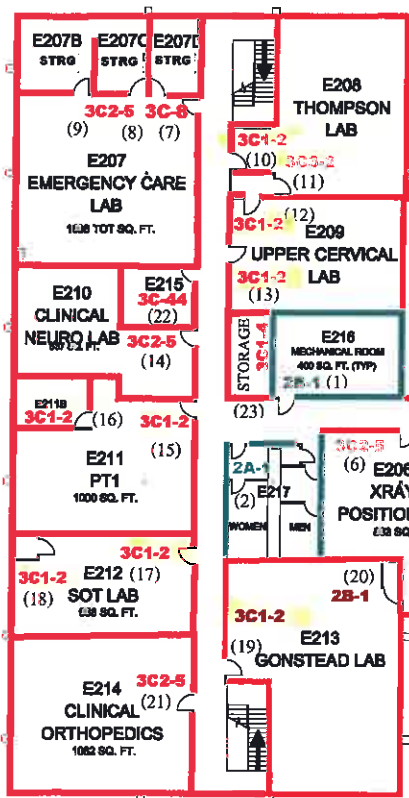 E207B
STRG
E207C
STRG
E207D
STRG
3C2-5
3C-8
(9)
(8)
(7)
E207
EMERGENCY CARE
LAB
E208
THOMPSON
LAB
3C1-2
(10)
(11)
3C1-2
(12)
E209
UPPER CERVICAL
LAB
3C1-2
(13)
E215
3C-44
(22)
E210
CLINICAL
NEURO LAB
3C2-5
(14)
STORAGE
3C1-4
(23)
E216
MECHANICAL ROOM
400 SQ. FT. (TYP)
2B-1
(1)
3C1-2
(16)
3C1-2
(15)
E211
PT1
1000 SQ. FT.
2A-1
(2)
E217
WOMEN
MEN
3C2-5
(6)
E206
XRAY
POSITION
3C1-2
(17)
3C1-2
(18)
E212
SOT LAB
3C1-2
(19)
(20)
2B-1
E213
GONSTEAD LAB
3C2-5
(21)
E214
CLINICAL
ORTHOPEDICS
1082 SQ. FT.